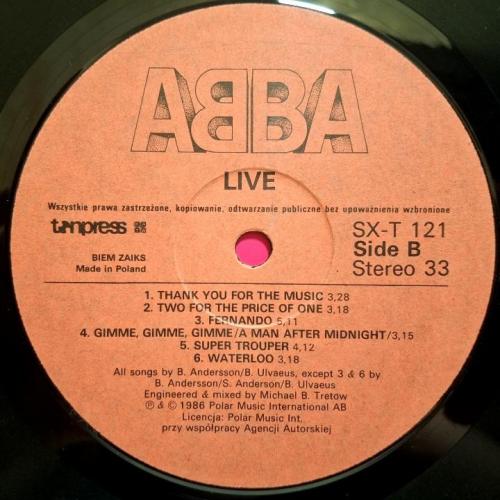 ABBA
LIVE
Wszystkie prawa zastrzeżone, kopiowanie, odtwarzanie publiczne bez upoważnienia wzbronione
tonpress
SX-T 121
BIEM ZAIKS
Side B
Made in Poland
Stereo 33
1. THANK YOU FOR THE MUSIC 3,28
2. TWO FOR THE PRICE OF ONE 3,18
3. FERNANDO 5,11
4. GIMME, GIMME, GIMME/A MAN AFTER MIDNIGHT/3,15
5. SUPER TROUPER 4,12
6. WATERLOO 3,18
All songs by B. Andersson/B. Ulvaeus, except 3 & 6 by
B. Andersson/S. Anderson/B. Ulvaeus
Engineered & mixed by Michael B. Tretow
℗ & © 1986 Polar Music International AB
Licencja: Polar Music Int.
przy współpracy Agencji Autorskiej